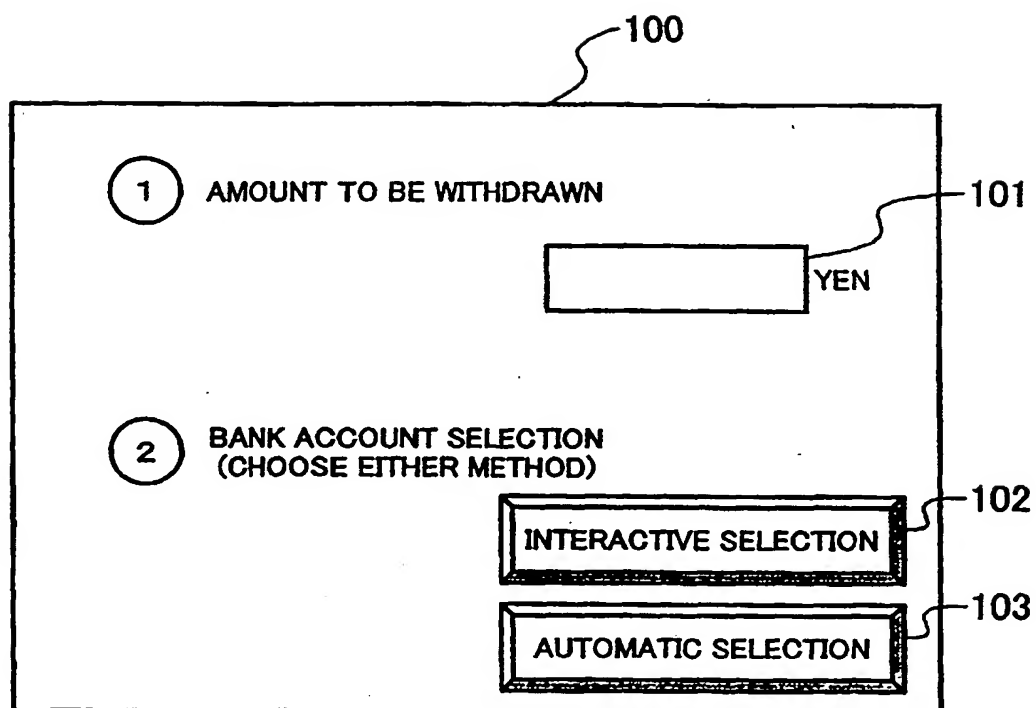 100
1 AMOUNT TO BE WITHDRAWN
101
YEN
2 BANK ACCOUNT SELECTION
(CHOOSE EITHER METHOD)
102
INTERACTIVE SELECTION
103
AUTOMATIC SELECTION